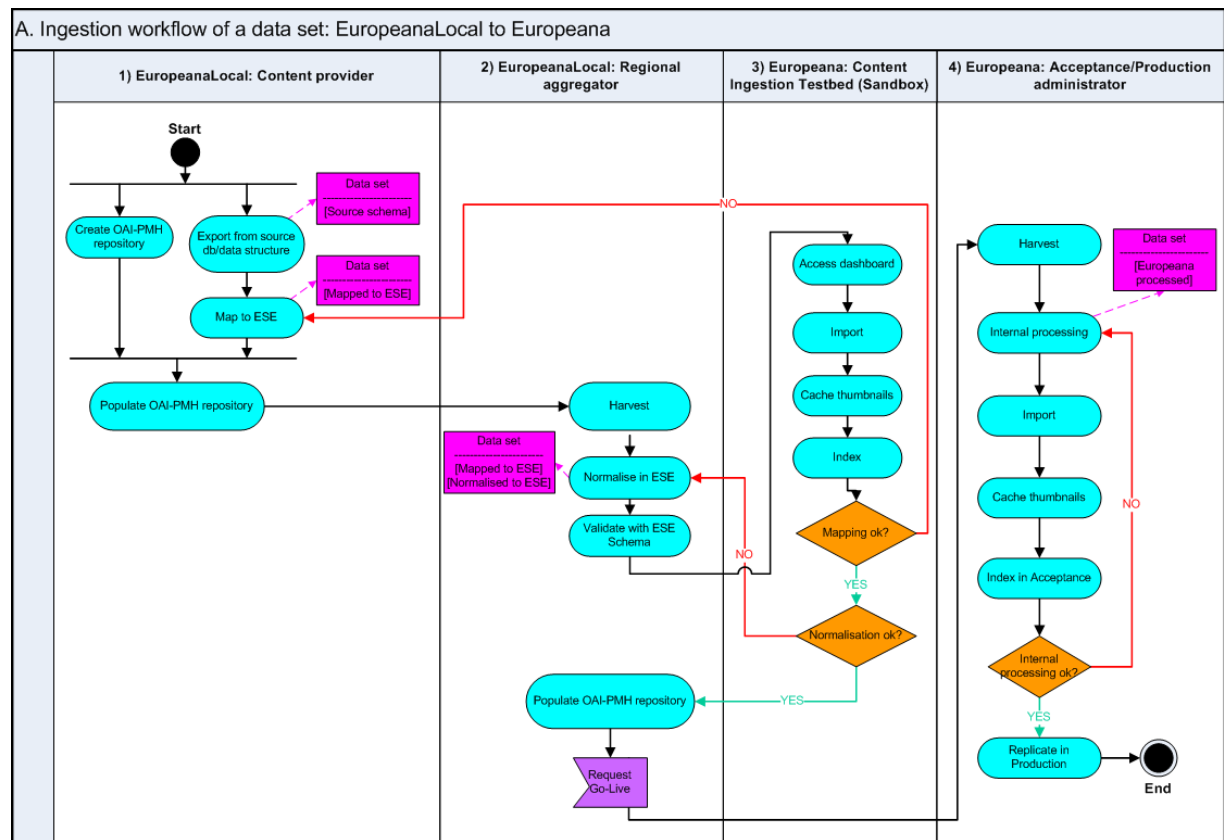 A. Ingestion workflow of a data set: EuropeanaLocal to Europeana
1) EuropeanaLocal: Content provider
2) EuropeanaLocal: Regional
aggregator
3) Europeana: Content
Ingestion Testbed (Sandbox)
4) Europeana: Acceptance/Production
administrator
Start
Create OAI-PMH
repository
Export from source
db/data structure
Data set
------------------------
[Source schema]
Data set
------------------------
[Mapped to ESE]
Map to ESE
Populate OAI-PMH repository
Harvest
Data set
------------------------
[Mapped to ESE]
[Normalised to ESE]
Normalise in ESE
Validate with ESE
Schema
NO
Access dashboard
Import
Cache thumbnails
Index
Mapping ok?
YES
NO
Normalisation ok?
YES
Populate OAI-PMH repository
Request
Go-Live
Harvest
Data set
------------------------
[Europeana
processed]
Internal processing
Import
Cache thumbnails
NO
Index in Acceptance
Internal
processing ok?
YES
Replicate in
Production
End